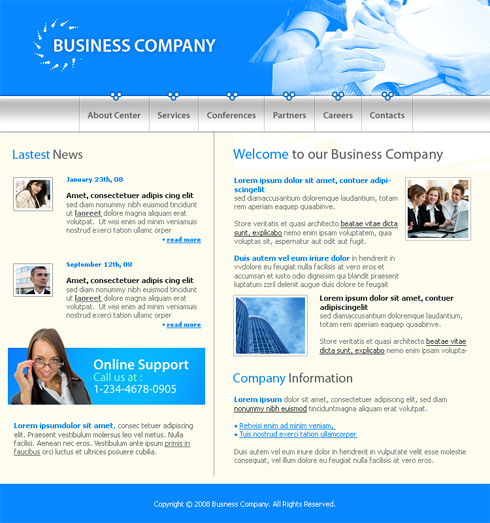 BUSINESS COMPANY
About Center
Services
Conferences
Partners
Careers
Contacts
Lastest News
January 23th, 08
Amet, consectetuer adipis cing elit
sed diam nonummy nibh euismod tincidunt
ut laoreet dolore magna aliquam erat
volutpat. Ut wisi enim ad minim veniamuis
nostrud exerci tation ullamc orper
• read more
September 12th, 08
Amet, consectetuer adipis cing elit
sed diam nonummy nibh euismod tincidunt
ut laoreet dolore magna aliquam erat
volutpat. Ut wisi enim ad minim veniamuis
nostrud exerci tation ullamc orper
• read more
Online Support
Call us at :
1-234-4678-0905
Lorem ipsumdolor sit amet, consec tetuer adipiscing
elit. Praesent vestibulum molersus leo vel metus. Nulla
facilisi. Aenean nec eros. Vestibulum ante ipsum primis in
faucibus orci luctus et ultrices posuere cubilia.
Welcome to our Business Company
Lorem ipsum dolor sit amet, contuer adipi-
scingelit
sed diamaccusantium doloremque laudantium, totam
rem aperiam eaquep quaabinve.
Store veritatis et quasi architecto beatae vitae dicta
sunt, explicabo nemo enim ipsam voluptatem, quia
voluptas sit, aspernatur aut odit aut fugit.
Duis autem vel eum iriure dolor in hendrerit in
vvdolore eu feugiat nulla facilisis at vero eros et
accumsan et iusto odio dignissim qui blandit praesent
luptatum zzril delenit augue duis dolore te feugait
Lorem ipsum dolor sit amet, contuer
adipiscingelit
sed diamaccusantium doloremque laudantium,
totam rem aperiam eaquep quaabinve.
Store veritatis et quasi architecto beatae vitae
dicta sunt, explicabo nemo enim ipsam volupta-
Company Information
Lorem ipsum dolor sit amet, consectetuer adipiscing elit, sed diam
nonummy nibh euismod tinciduntmagna aliquam erat volutpat.
• Retwisi enim ad minim veniam,
• Tuis nostrud exerci tation ullamcorper
Duis autem vel eum iriure dolor in hendrerit in vulputate velit esse molestie
consequat, vel illum dolore eu feugiat nulla facilisis at vero eros.
Copyright © 2008 Business Company. All Rights Reserved.